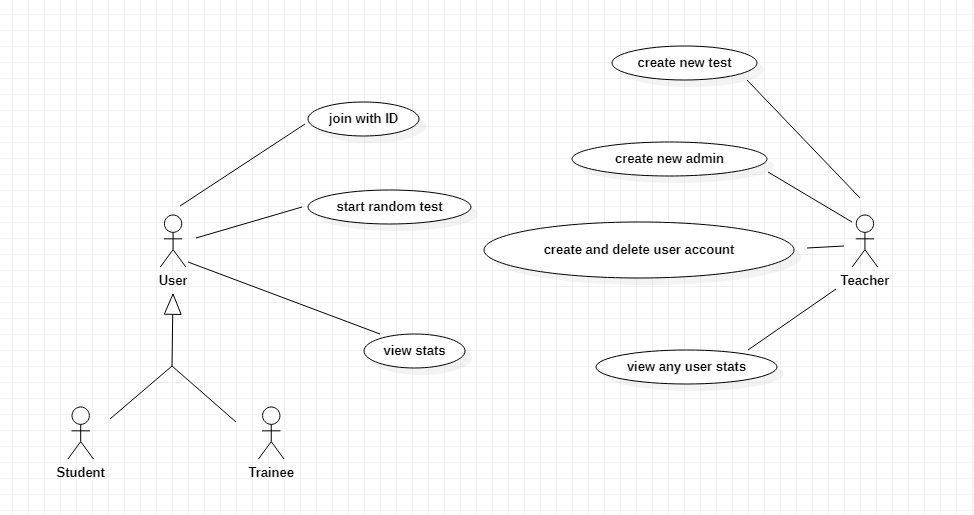 create new test
join with ID
create new admin
start random test
create and delete user account
User
Teacher
view stats
view any user stats
Student
Trainee